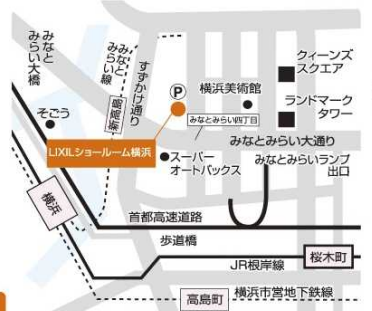 みなと
みらい大橋
みなと
みらい線
すずかけ通り
P
横浜美術館
クィーンズ
スクエア
そごう
新高島
みなとみらい四丁目
ランドマーク
タワー
LIXILショールーム横浜
みなとみらい大通り
スーパー
オートバックス
みなとみらいランプ
出口
横浜
首都高速道路
歩道橋
JR根岸線
桜木町
高島町
横浜市営地下鉄線